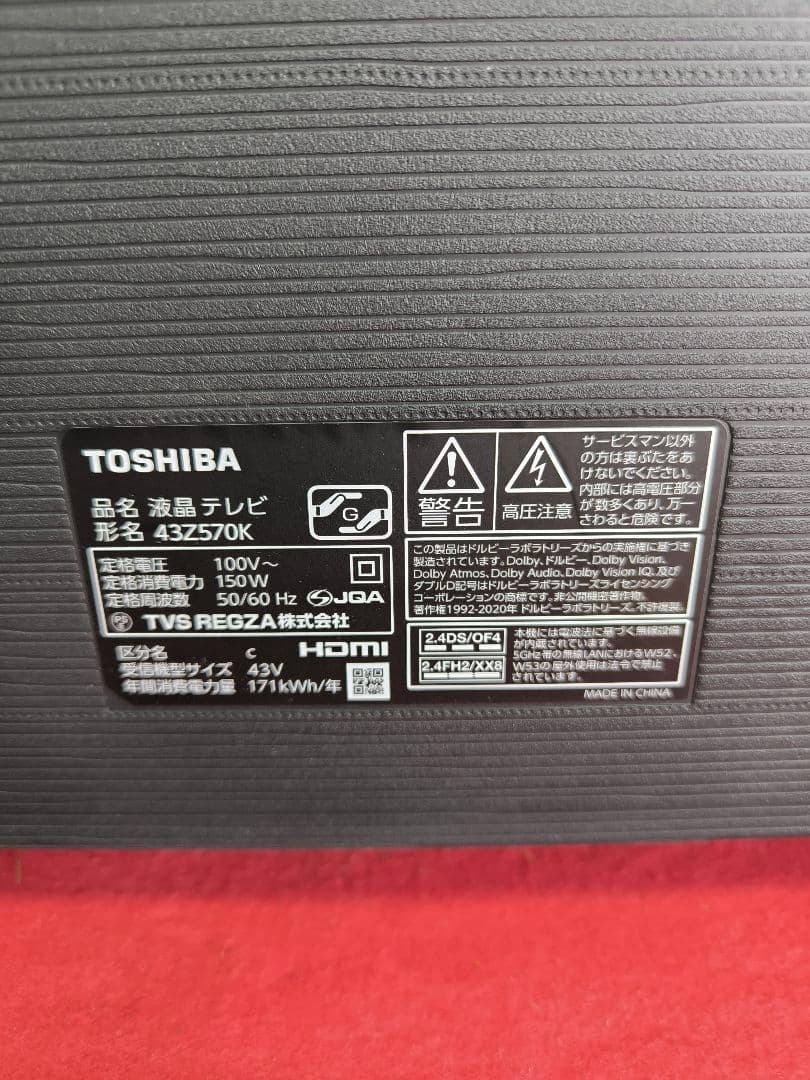 TOSHIBA
品名 液晶テレビ
形名 43Z570K
G
定格電圧 100V～
定格消費電力 150W
定格周波数 50/60 Hz JQA
TVS REGZA株式会社
区分名 C HDMI
受信機型サイズ 43V
年間消費電力量 171kWh/年
警告
高圧注意
サービスマン以外
の方は裏ぶたをあ
けないでください。
内部には高電圧部分
が数多くあり、万一
さわると危険です。
この製品はドルビーラボラトリーズからの実施権に基づき
製造されています。Dolby、ドルビー、Dolby Vision、
Dolby Atmos、Dolby Audio、Dolby Vision IQ、及び
ダブルD記号はドルビーラボラトリーズライセンシング
コーポレーションの商標です。非公開機密著作物。
著作権1992-2020年 ドルビーラボラトリーズ。不許複製。
2.4DS/OF4
2.4FH2/XX8
本機には電波法に基づく無線設備
が内蔵されています。
5GHz帯の無線LANにおけるW52、
W53の屋外使用は法令で禁止
されています。
MADE IN CHINA